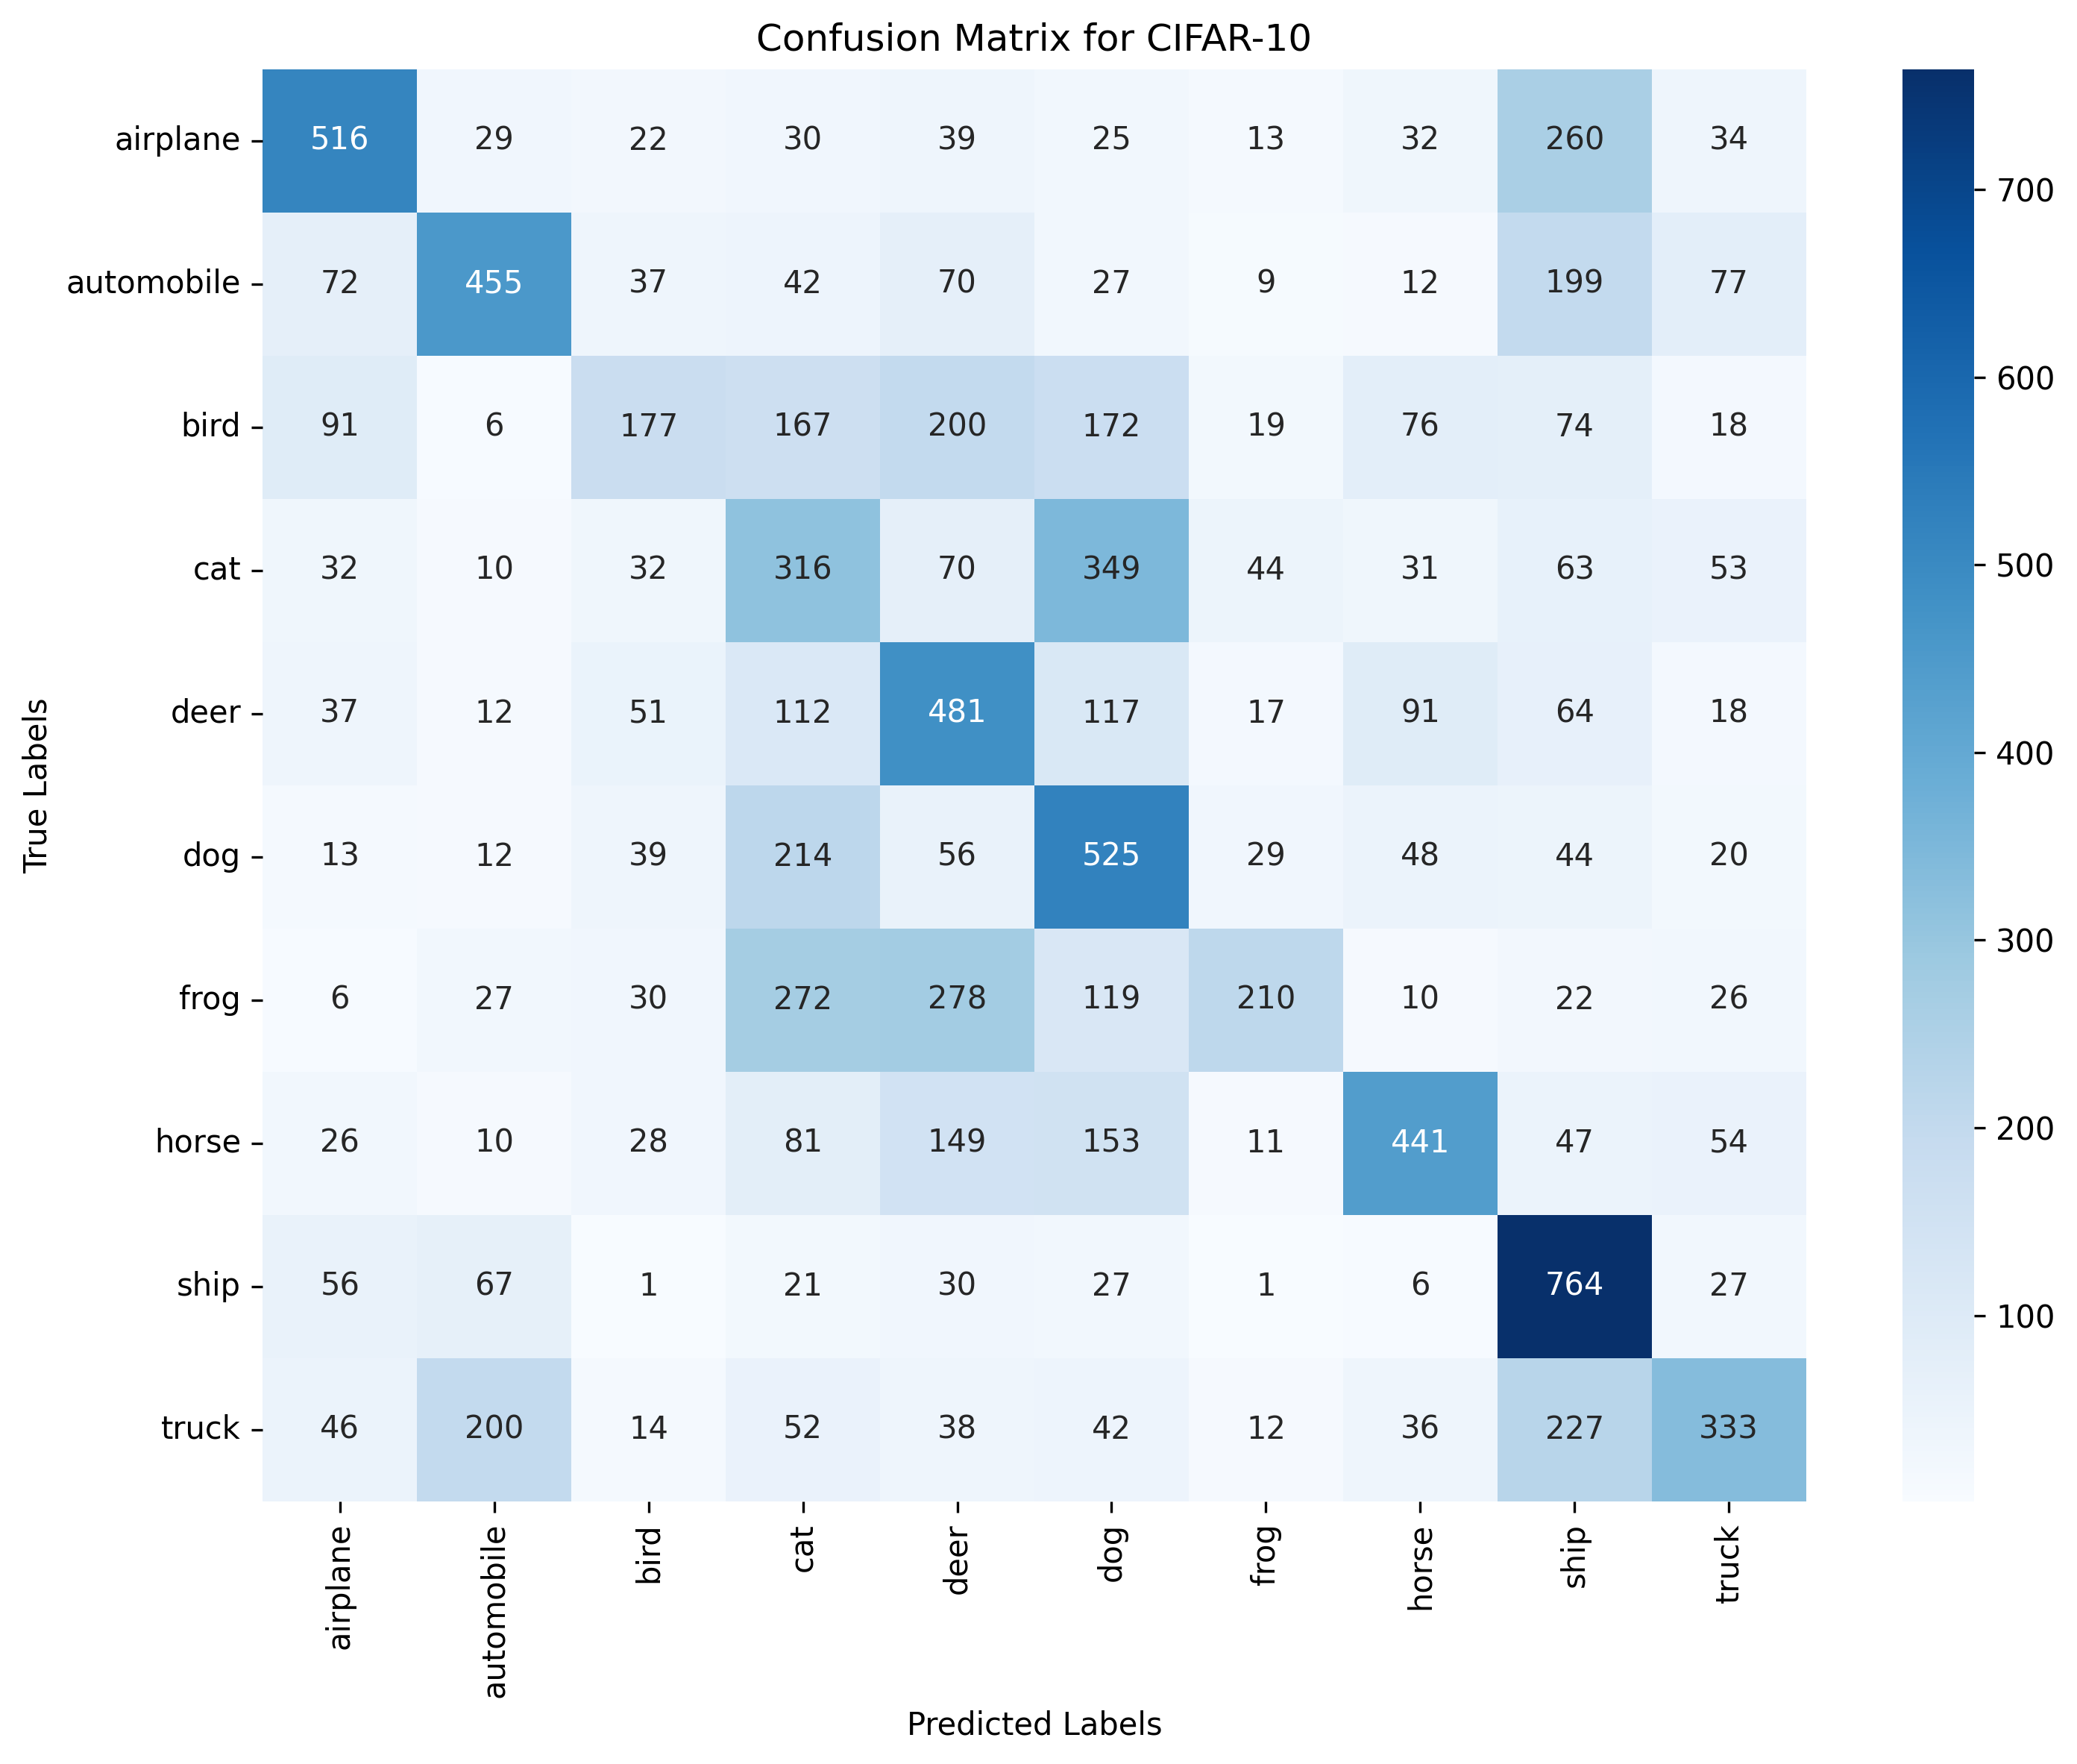 Confusion Matrix for CIFAR-10
airplane 516 29 22 30 39 25 13 32 260 34
automobile 72 455 37 42 70 27 9 12 199 77
bird 91 6 177 167 200 172 19 76 74 18
cat 32 10 32 316 70 349 44 31 63 53
deer 37 12 51 112 481 117 17 91 64 18
dog 13 12 39 214 56 525 29 48 44 20
frog 6 27 30 272 278 119 210 10 22 26
horse 26 10 28 81 149 153 11 441 47 54
ship 56 67 1 21 30 27 1 6 764 27
truck 46 200 14 52 38 42 12 36 227 333
airplane automobile bird cat deer dog frog horse ship truck
Predicted Labels
True Labels
700
600
500
400
300
200
100